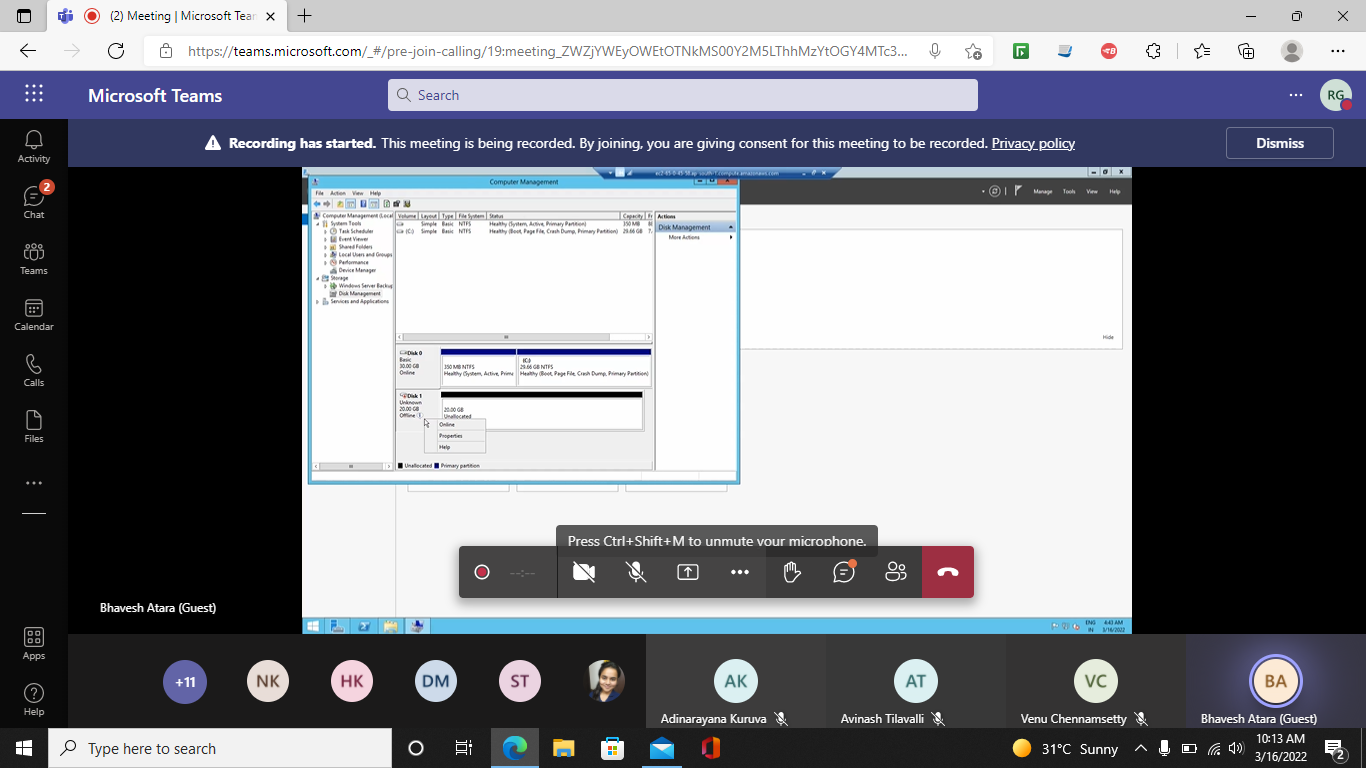 (2) Meeting | Microsoft Tear
https://teams.microsoft.com/_#/pre-join-calling/19:meeting_ZWZjYWEyOWEtOTNkMS00Y2M5LThhMzYtOGY4MTc3...
Microsoft Teams
Search
RG
Recording has started. This meeting is being recorded. By joining, you are giving consent for this meeting to be recorded. Privacy policy
Dismiss
Activity
Chat
2
Teams
Calendar
Calls
Files
Apps
Help
Computer Management
File Action View Help
Computer Management (Local
System Tools
Task Scheduler
Event Viewer
Shared Folders
Local Users and Groups
Performance
Device Manager
Storage
Windows Server Backup
Disk Management
Services and Applications
Volume Layout Type File System Status Capacity Fr
Simple Basic NTFS Healthy (System, Active, Primary Partition) 350 MB
(C:) Simple Basic NTFS Healthy (Boot, Page File, Crash Dump, Primary Partition) 29.66 GB
Actions
Disk Management
More Actions
Manage Tools View Help
Hide
Disk 0
Basic
30.00 GB
Online
350 MB NTFS
Healthy (System, Active, Prima
(C:)
29.66 GB NTFS
Healthy (Boot, Page File, Crash Dump, Primary Partition)
Disk 1
Unknown
20.00 GB
Offline
20.00 GB
Unallocated
Online
Properties
Help
Unallocated Primary partition
Press Ctrl+Shift+M to unmute your microphone.
--:--
ENG
IN
4:43 AM
3/16/2022
Bhavesh Atara (Guest)
+11
NK
HK
DM
ST
AK
Adinarayana Kuruva
AT
Avinash Tilavalli
VC
Venu Chennamsetty
BA
Bhavesh Atara (Guest)
Type here to search
31°C Sunny
10:13 AM
3/16/2022
2